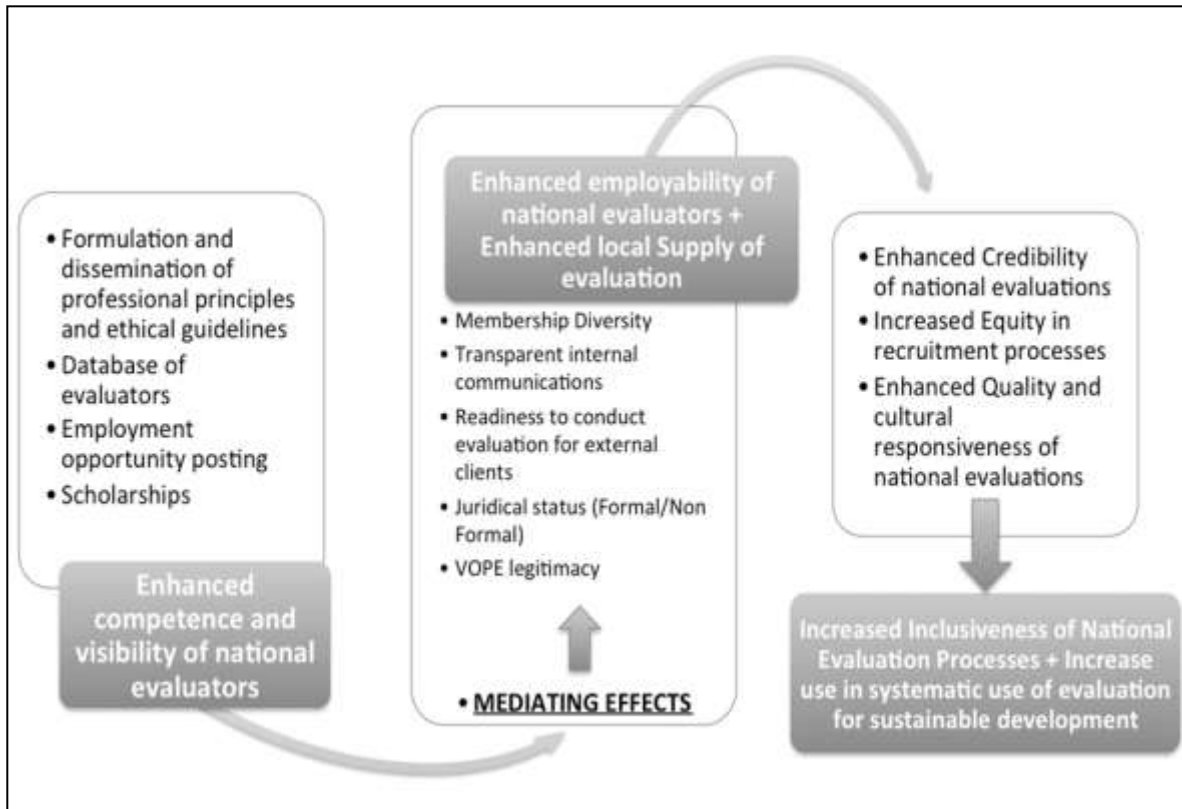 • Formulation and
dissemination of
professional principles
and ethical guidelines
• Database of
evaluators
• Employment
opportunity posting
• Scholarships
Enhanced
competence and
visibility of national
evaluators
Enhanced employability of
national evaluators +
Enhanced local Supply of
evaluation
• Membership Diversity
• Transparent internal
communications
• Readiness to conduct
evaluation for external
clients
• Juridical status (Formal/Non
Formal)
• VOPE legitimacy
• MEDIATING EFFECTS
• Enhanced Credibility
of national evaluations
• Increased Equity in
recruitment processes
• Enhanced Quality and
cultural
responsiveness of
national evaluations
Increased Inclusiveness of National
Evaluation Processes + Increase
use in systematic use of evaluation
for sustainable development